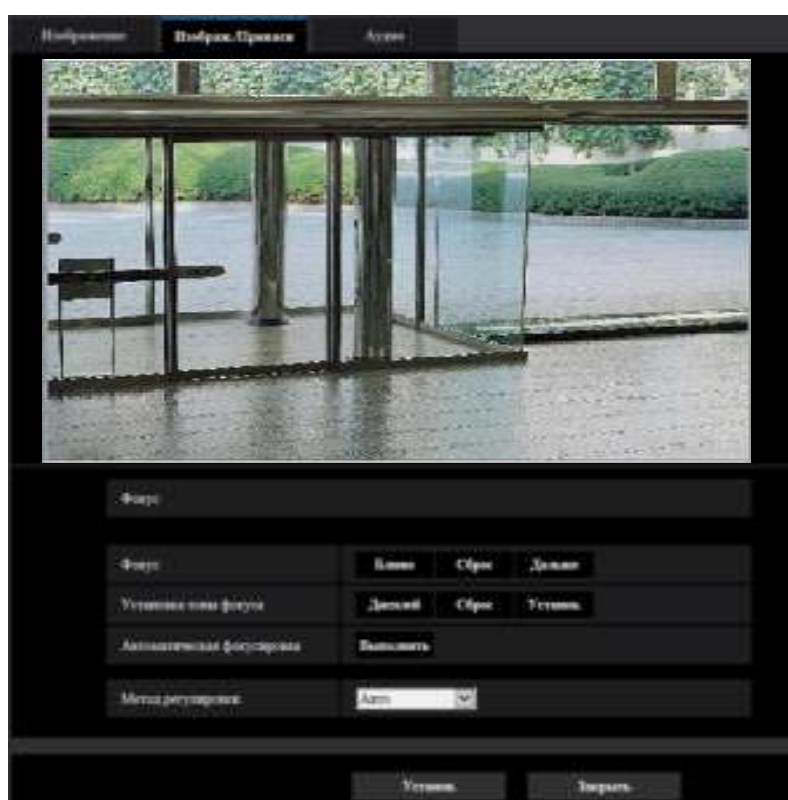 Изображение Изображ./Приваси Аудио
Фокус
Фокус Ближе Сброс Дальше
Установка зоны фокуса Дисплей Сброс Установ.
Автоматическая фокусировка Выполнить
Метод регулировки Авто
Установ. Закрыть